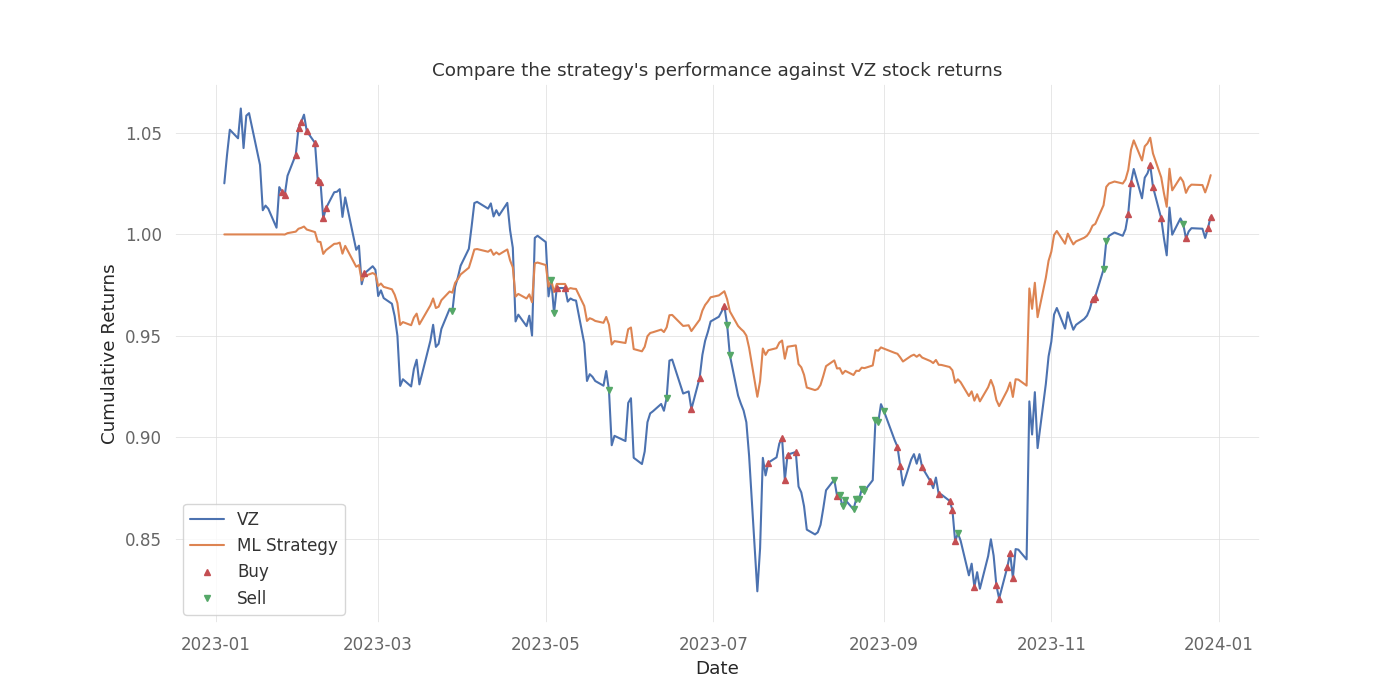 Compare the strategy's performance against VZ stock returns
1.05
1.00
0.95
0.90
0.85
Cumulative Returns
VZ
ML Strategy
Buy
Sell
2023-01 2023-03 2023-05 2023-07 2023-09 2023-11 2024-01
Date